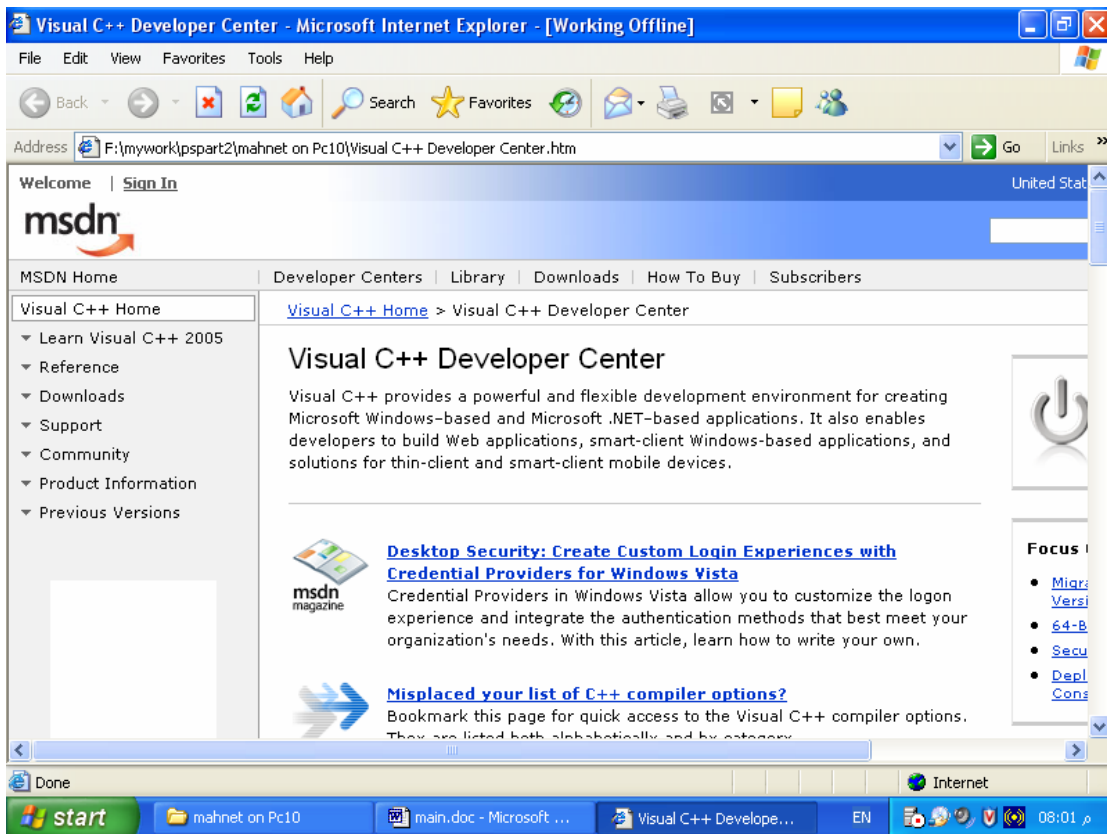 Visual C++ Developer Center - Microsoft Internet Explorer - [Working Offline]
File Edit View Favorites Tools Help
Back Search Favorites
Address F:\mywork\pspart2\mahnet on Pc10\Visual C++ Developer Center.htm Go Links »
Welcome | Sign In United Stat
msdn
MSDN Home | Developer Centers | Library | Downloads | How To Buy | Subscribers
Visual C++ Home
Learn Visual C++ 2005
Reference
Downloads
Support
Community
Product Information
Previous Versions
Visual C++ Home > Visual C++ Developer Center
Visual C++ Developer Center
Visual C++ provides a powerful and flexible development environment for creating
Microsoft Windows-based and Microsoft .NET-based applications. It also enables
developers to build Web applications, smart-client Windows-based applications, and
solutions for thin-client and smart-client mobile devices.
msdn
magazine
Desktop Security: Create Custom Login Experiences with
Credential Providers for Windows Vista
Credential Providers in Windows Vista allow you to customize the logon
experience and integrate the authentication methods that best meet your
organization's needs. With this article, learn how to write your own.
Misplaced your list of C++ compiler options?
Bookmark this page for quick access to the Visual C++ compiler options.
They are listed both alphabetically and by category
Focus
Migra
Versi
64-B
Secu
Depl
Cons
Done Internet
start mahnet on Pc10 main.doc - Microsoft ... Visual C++ Develope... EN 08:01 م